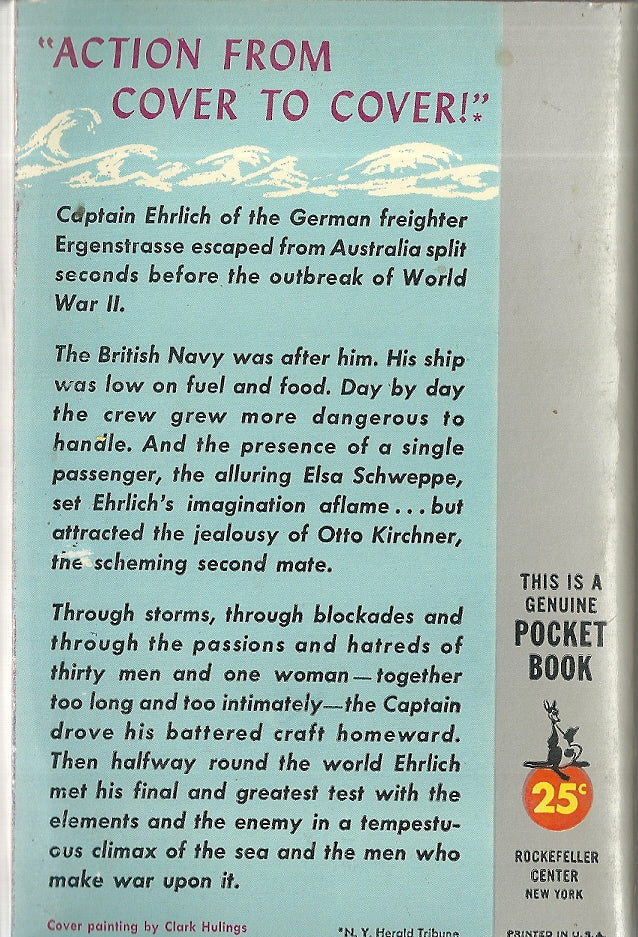 "ACTION FROM
COVER TO COVER!"*
Captain Ehrlich of the German freighter
Ergenstrasse escaped from Australia split
seconds before the outbreak of World
War II.
The British Navy was after him. His ship
was low on fuel and food. Day by day
the crew grew more dangerous to
handle. And the presence of a single
passenger, the alluring Elsa Schweppe,
set Ehrlich's imagination aflame...but
attracted the jealousy of Otto Kirchner,
the scheming second mate.
Through storms, through blockades and
through the passions and hatreds of
thirty men and one woman—together
too long and too intimately—the Captain
drove his battered craft homeward.
Then halfway round the world Ehrlich
met his final and greatest test with the
elements and the enemy in a tempestu-
ous climax of the sea and the men who
make war upon it.
Cover painting by Clark Hulings
*N. Y. Herald Tribune
THIS IS A
GENUINE
POCKET
BOOK
25c
ROCKEFELLER
CENTER
NEW YORK
PRINTED IN U.S.A.